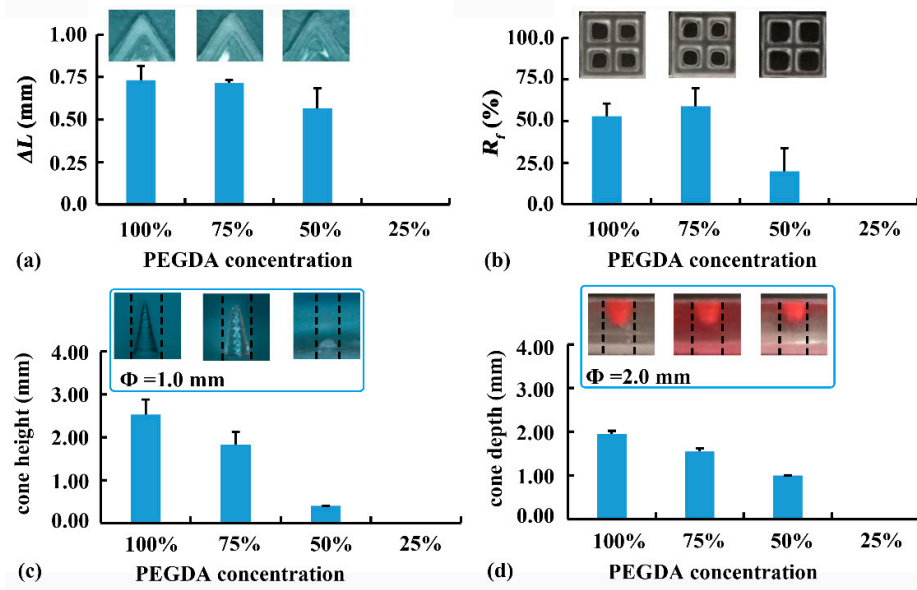 1.00
0.75
0.50
0.25
0.0
ΔL (mm)
100% 75% 50% 25%
PEGDA concentration
(a)
100.0
75.0
50.0
25.0
0.0
R_f (%)
100% 75% 50% 25%
PEGDA concentration
(b)
Φ =1.0 mm
4.00
3.00
2.00
1.00
0.00
cone height (mm)
100% 75% 50% 25%
PEGDA concentration
(c)
Φ =2.0 mm
4.00
3.00
2.00
1.00
0.00
cone depth (mm)
100% 75% 50% 25%
PEGDA concentration
(d)